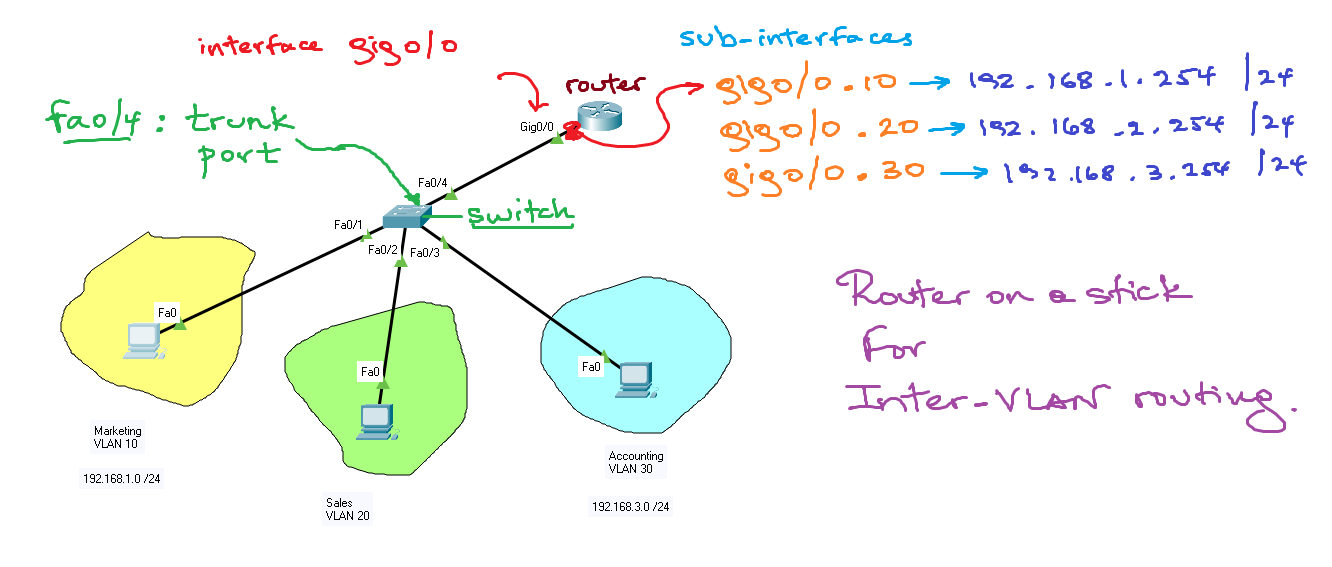 interface gig0/0
sub-interfaces
router
gig0/0.10 → 192.168.1.254 /24
gig0/0.20 → 192.168.2.254 /24
gig0/0.30 → 192.168.3.254 /24
fa0/4: trunk
port
Gig0/0
Fa0/4
switch
Fa0/1
Fa0/2
Fa0/3
Fa0
Fa0
Fa0
Router on a stick
for
Inter-VLAN routing.
Marketing
VLAN 10
192.168.1.0 /24
Sales
VLAN 20
Accounting
VLAN 30
192.168.3.0 /24